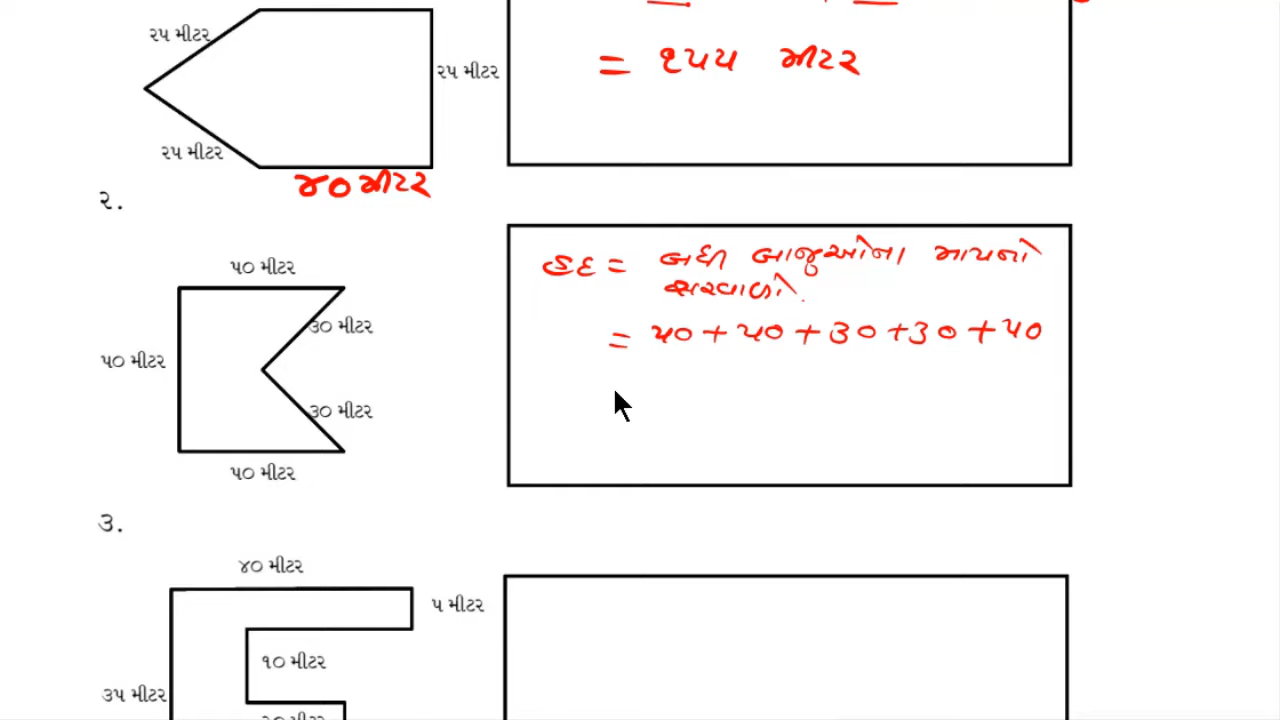 ૨૫ મીટર
૨૫ મીટર
૨૫ મીટર
૪૦ મીટર
= ૧૫૫ મીટર
૨.
૫૦ મીટર
૩૦ મીટર
૫૦ મીટર
૩૦ મીટર
૫૦ મીટર
હદ = બધી બાજુઓના માપનો
સરવાળો.
= ૫૦ + ૫૦ + ૩૦ + ૩૦ + ૫૦
૩.
૪૦ મીટર
૫ મીટર
૧૦ મીટર
૩૫ મીટર